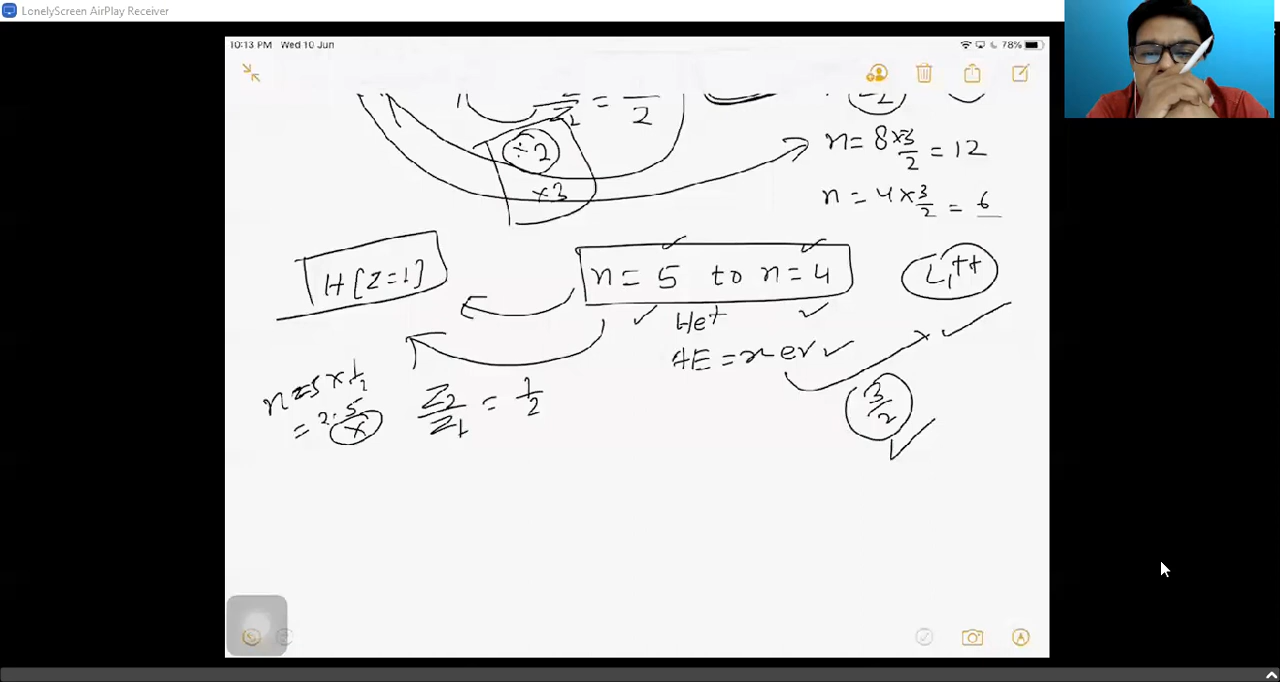 LonelyScreen AirPlay Receiver
10:13 PM Wed 10 Jun
78%
= 2
÷2
×3
n = 8 × 3/2 = 12
n = 4 × 3/2 = 6
H [Z=1]
n = 5 to n = 4
Li++
He+
ΔE = x ev
n = 5 × 1/2
= 2.5
x
Z2/Z1 = 1/2
3/2